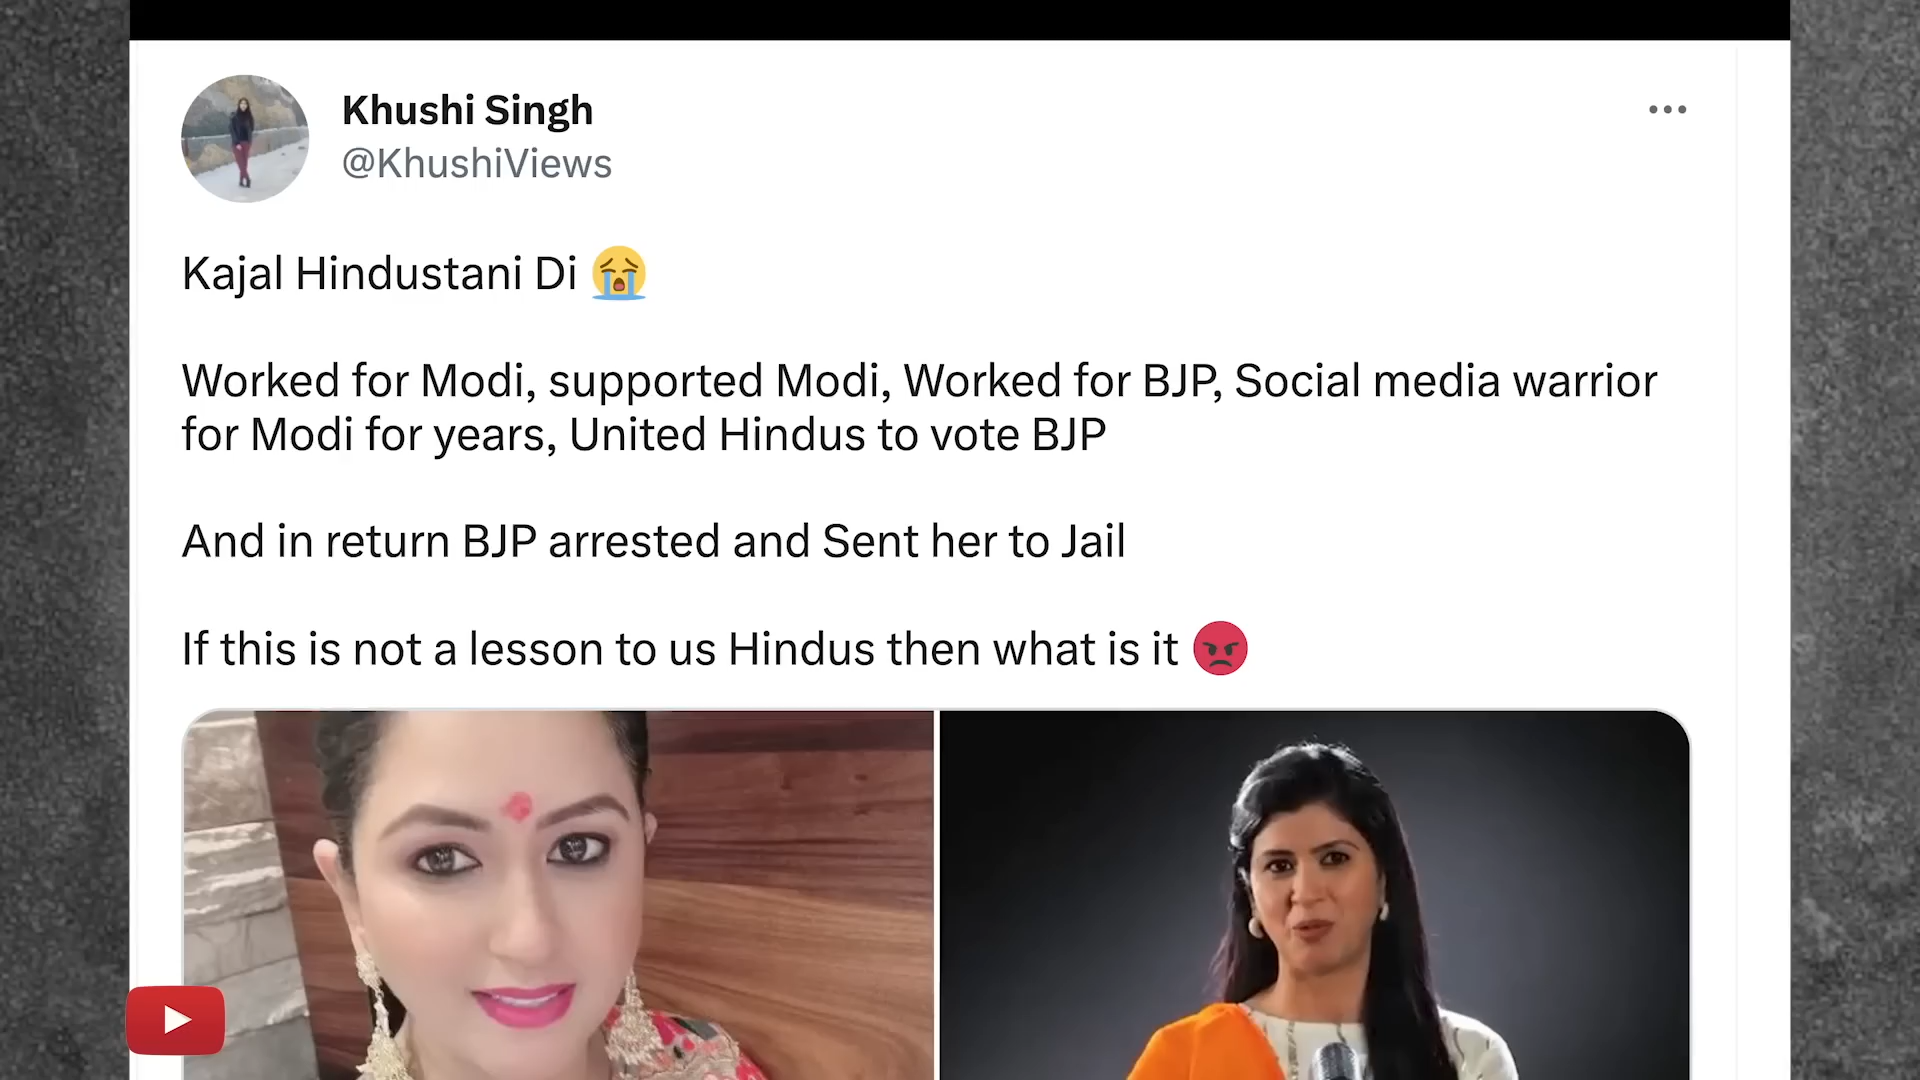 Khushi Singh
@KhushiViews
Kajal Hindustani Di 😭
Worked for Modi, supported Modi, Worked for BJP, Social media warrior
for Modi for years, United Hindus to vote BJP
And in return BJP arrested and Sent her to Jail
If this is not a lesson to us Hindus then what is it 😡